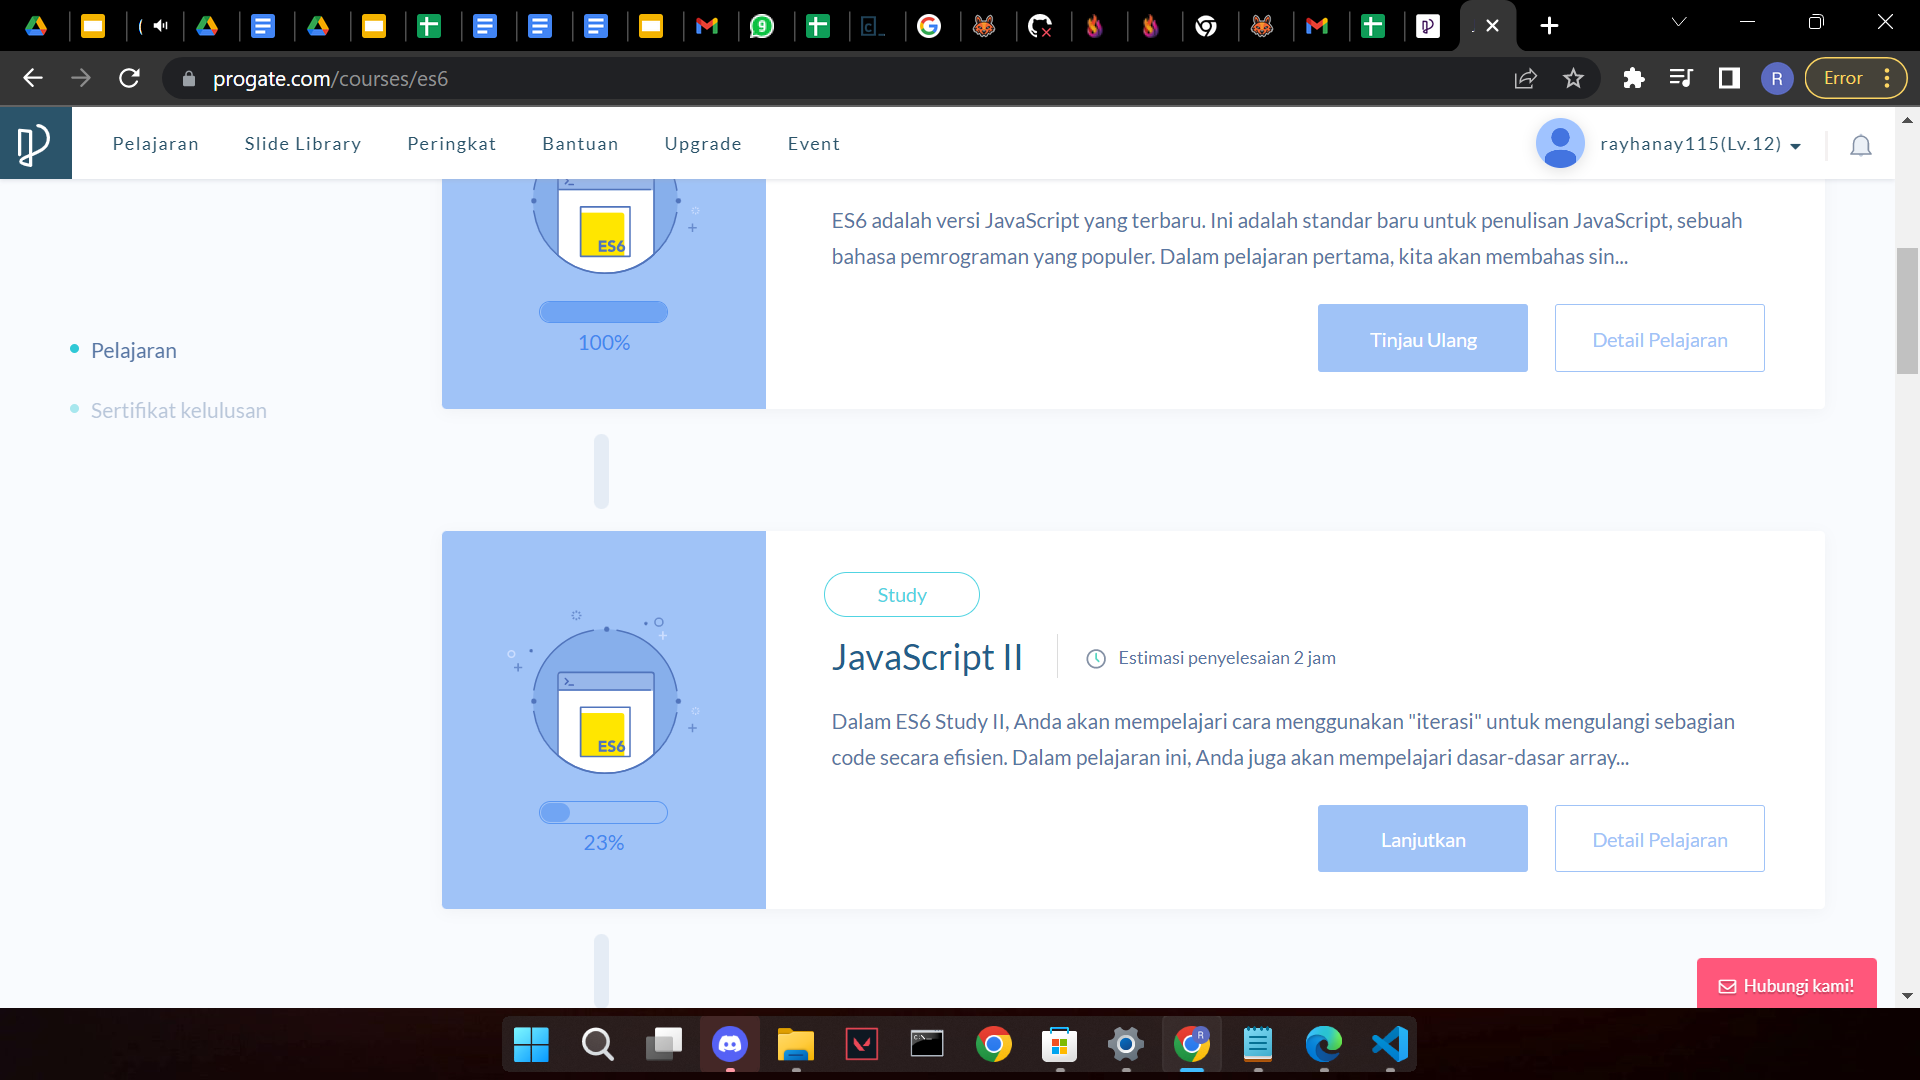 progate.com/courses/es6
R
Error
Pelajaran
Slide Library
Peringkat
Bantuan
Upgrade
Event
rayhanay115(Lv.12)
ES6
100%
ES6 adalah versi JavaScript yang terbaru. Ini adalah standar baru untuk penulisan JavaScript, sebuah
bahasa pemrograman yang populer. Dalam pelajaran pertama, kita akan membahas sin...
Tinjau Ulang
Detail Pelajaran
Pelajaran
Sertifikat kelulusan
Study
JavaScript II
Estimasi penyelesaian 2 jam
ES6
23%
Dalam ES6 Study II, Anda akan mempelajari cara menggunakan "iterasi" untuk mengulangi sebagian
code secara efisien. Dalam pelajaran ini, Anda juga akan mempelajari dasar-dasar array...
Lanjutkan
Detail Pelajaran
Hubungi kami!